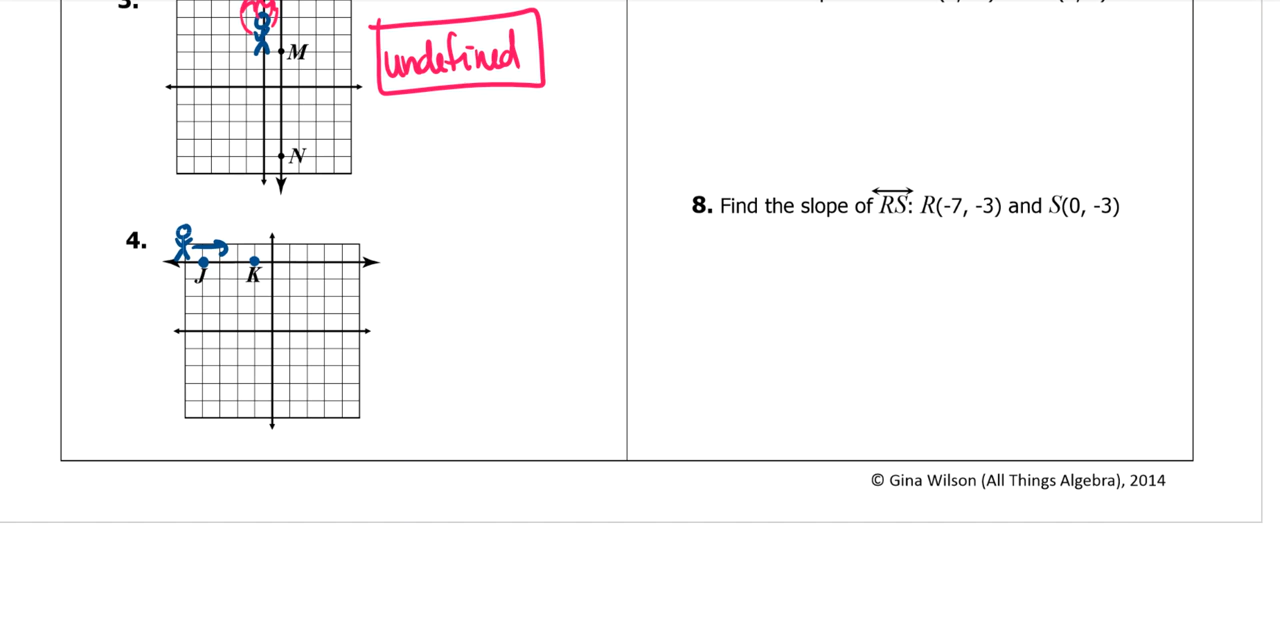 3.
M
undefined
N
4.
J K
8. Find the slope of RS: R(-7, -3) and S(0, -3)
© Gina Wilson (All Things Algebra), 2014